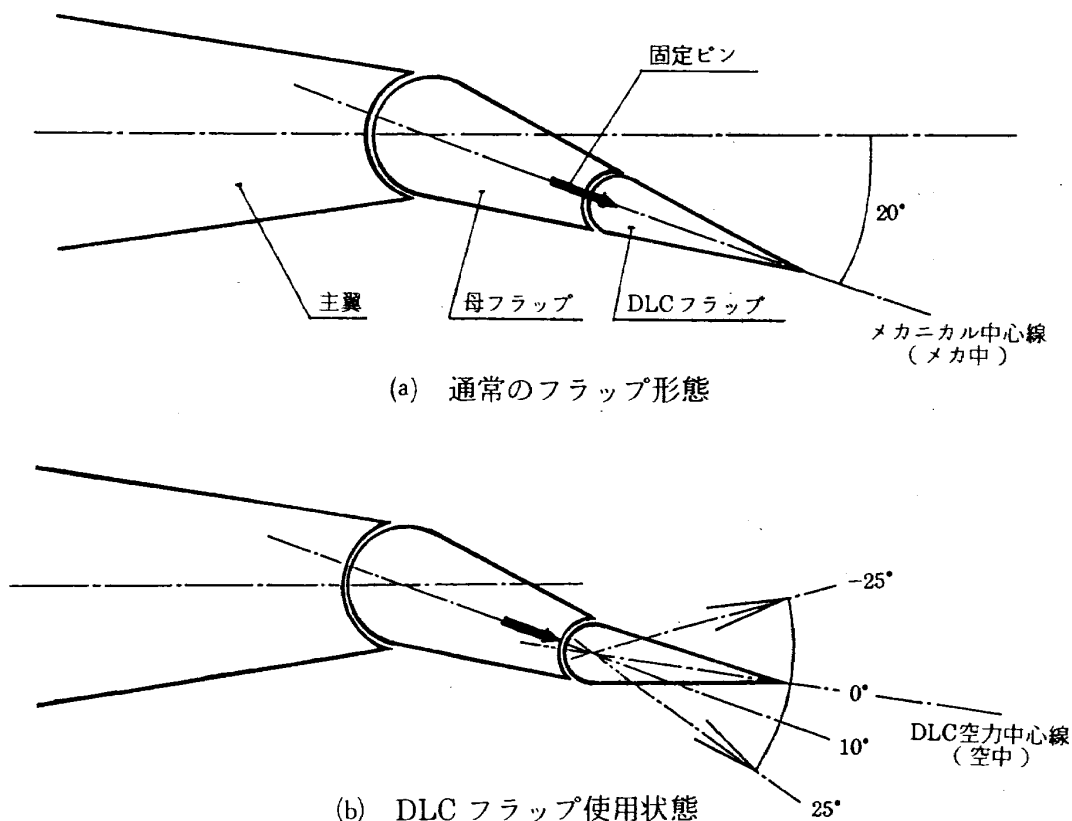 固定ピン
20°
主翼
母フラップ
DLCフラップ
メカニカル中心線
(メカ中)
(a) 通常のフラップ形態
-25°
0°
DLC空力中心線
(空中)
10°
25°
(b) DLC フラップ使用状態